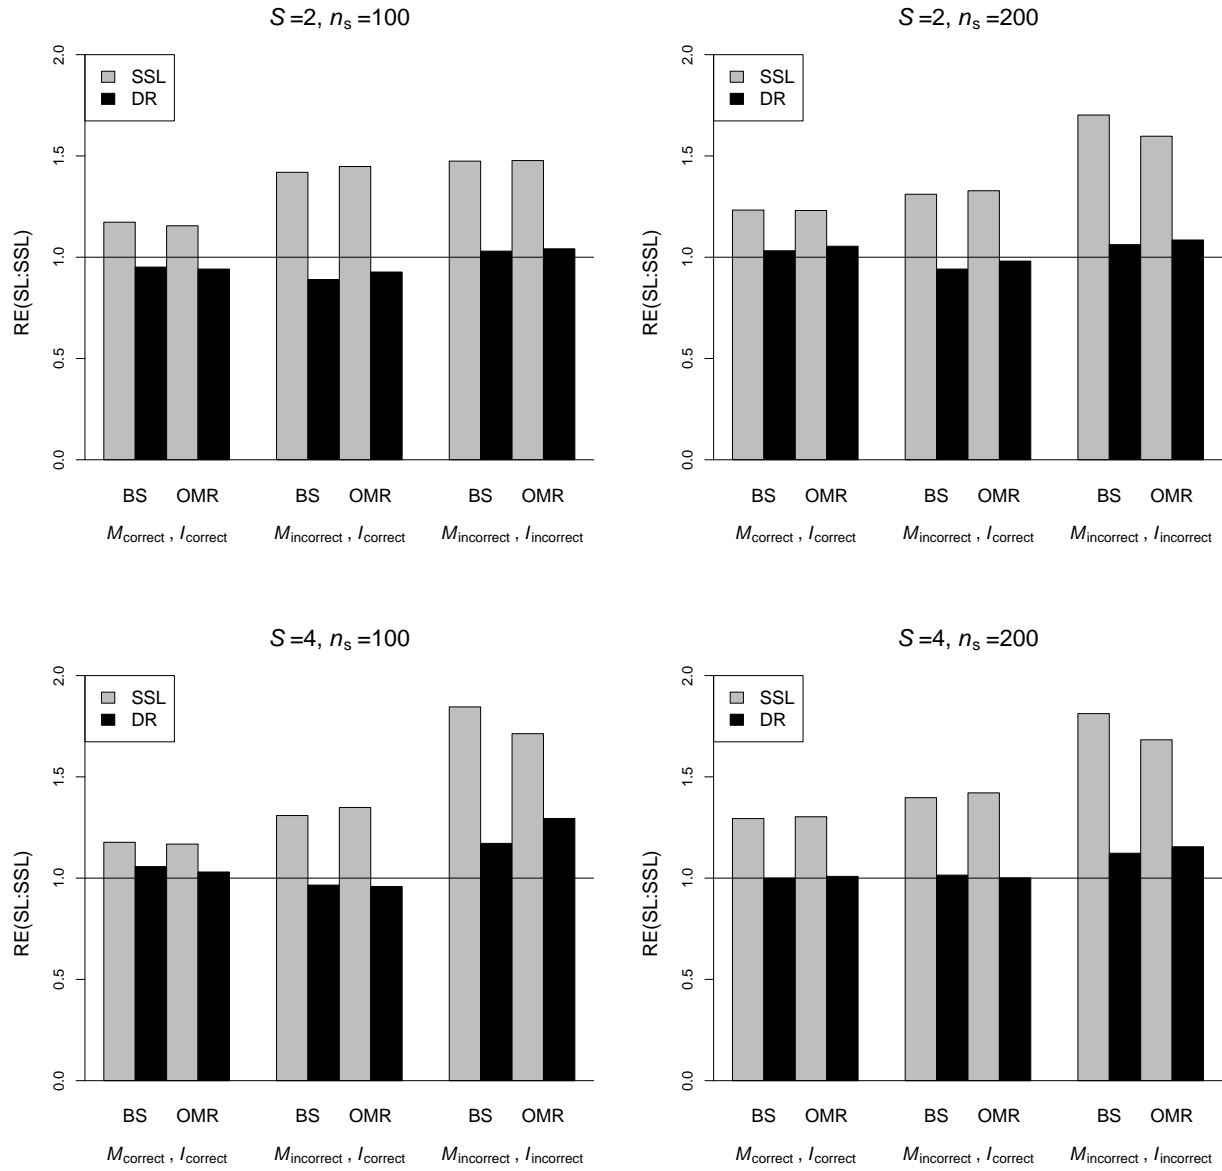 S =2, ns =100
2.0
1.5
1.0
0.5
0.0
RE(SL:SSL)
SSL
DR
BS OMR BS OMR BS OMR
Mcorrect , Icorrect Mincorrect , Icorrect Mincorrect , Iincorrect
S =2, ns =200
2.0
1.5
1.0
0.5
0.0
RE(SL:SSL)
SSL
DR
BS OMR BS OMR BS OMR
Mcorrect , Icorrect Mincorrect , Icorrect Mincorrect , Iincorrect
S =4, ns =100
2.0
1.5
1.0
0.5
0.0
RE(SL:SSL)
SSL
DR
BS OMR BS OMR BS OMR
Mcorrect , Icorrect Mincorrect , Icorrect Mincorrect , Iincorrect
S =4, ns =200
2.0
1.5
1.0
0.5
0.0
RE(SL:SSL)
SSL
DR
BS OMR BS OMR BS OMR
Mcorrect , Icorrect Mincorrect , Icorrect Mincorrect , Iincorrect